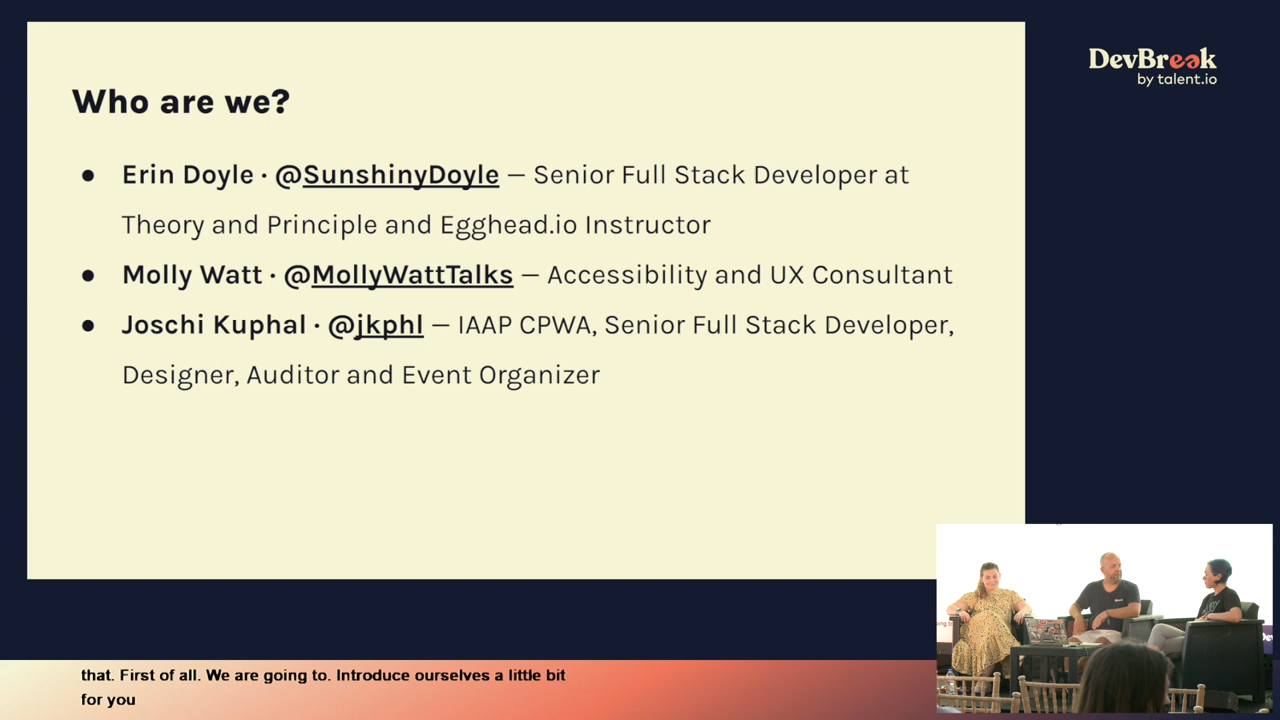 Who are we?
DevBreak
by talent.io
● Erin Doyle · @SunshinyDoyle — Senior Full Stack Developer at
Theory and Principle and Egghead.io Instructor
● Molly Watt · @MollyWattTalks — Accessibility and UX Consultant
● Joschi Kuphal · @jkphl — IAAP CPWA, Senior Full Stack Developer,
Designer, Auditor and Event Organizer
that. First of all. We are going to. Introduce ourselves a little bit
for you